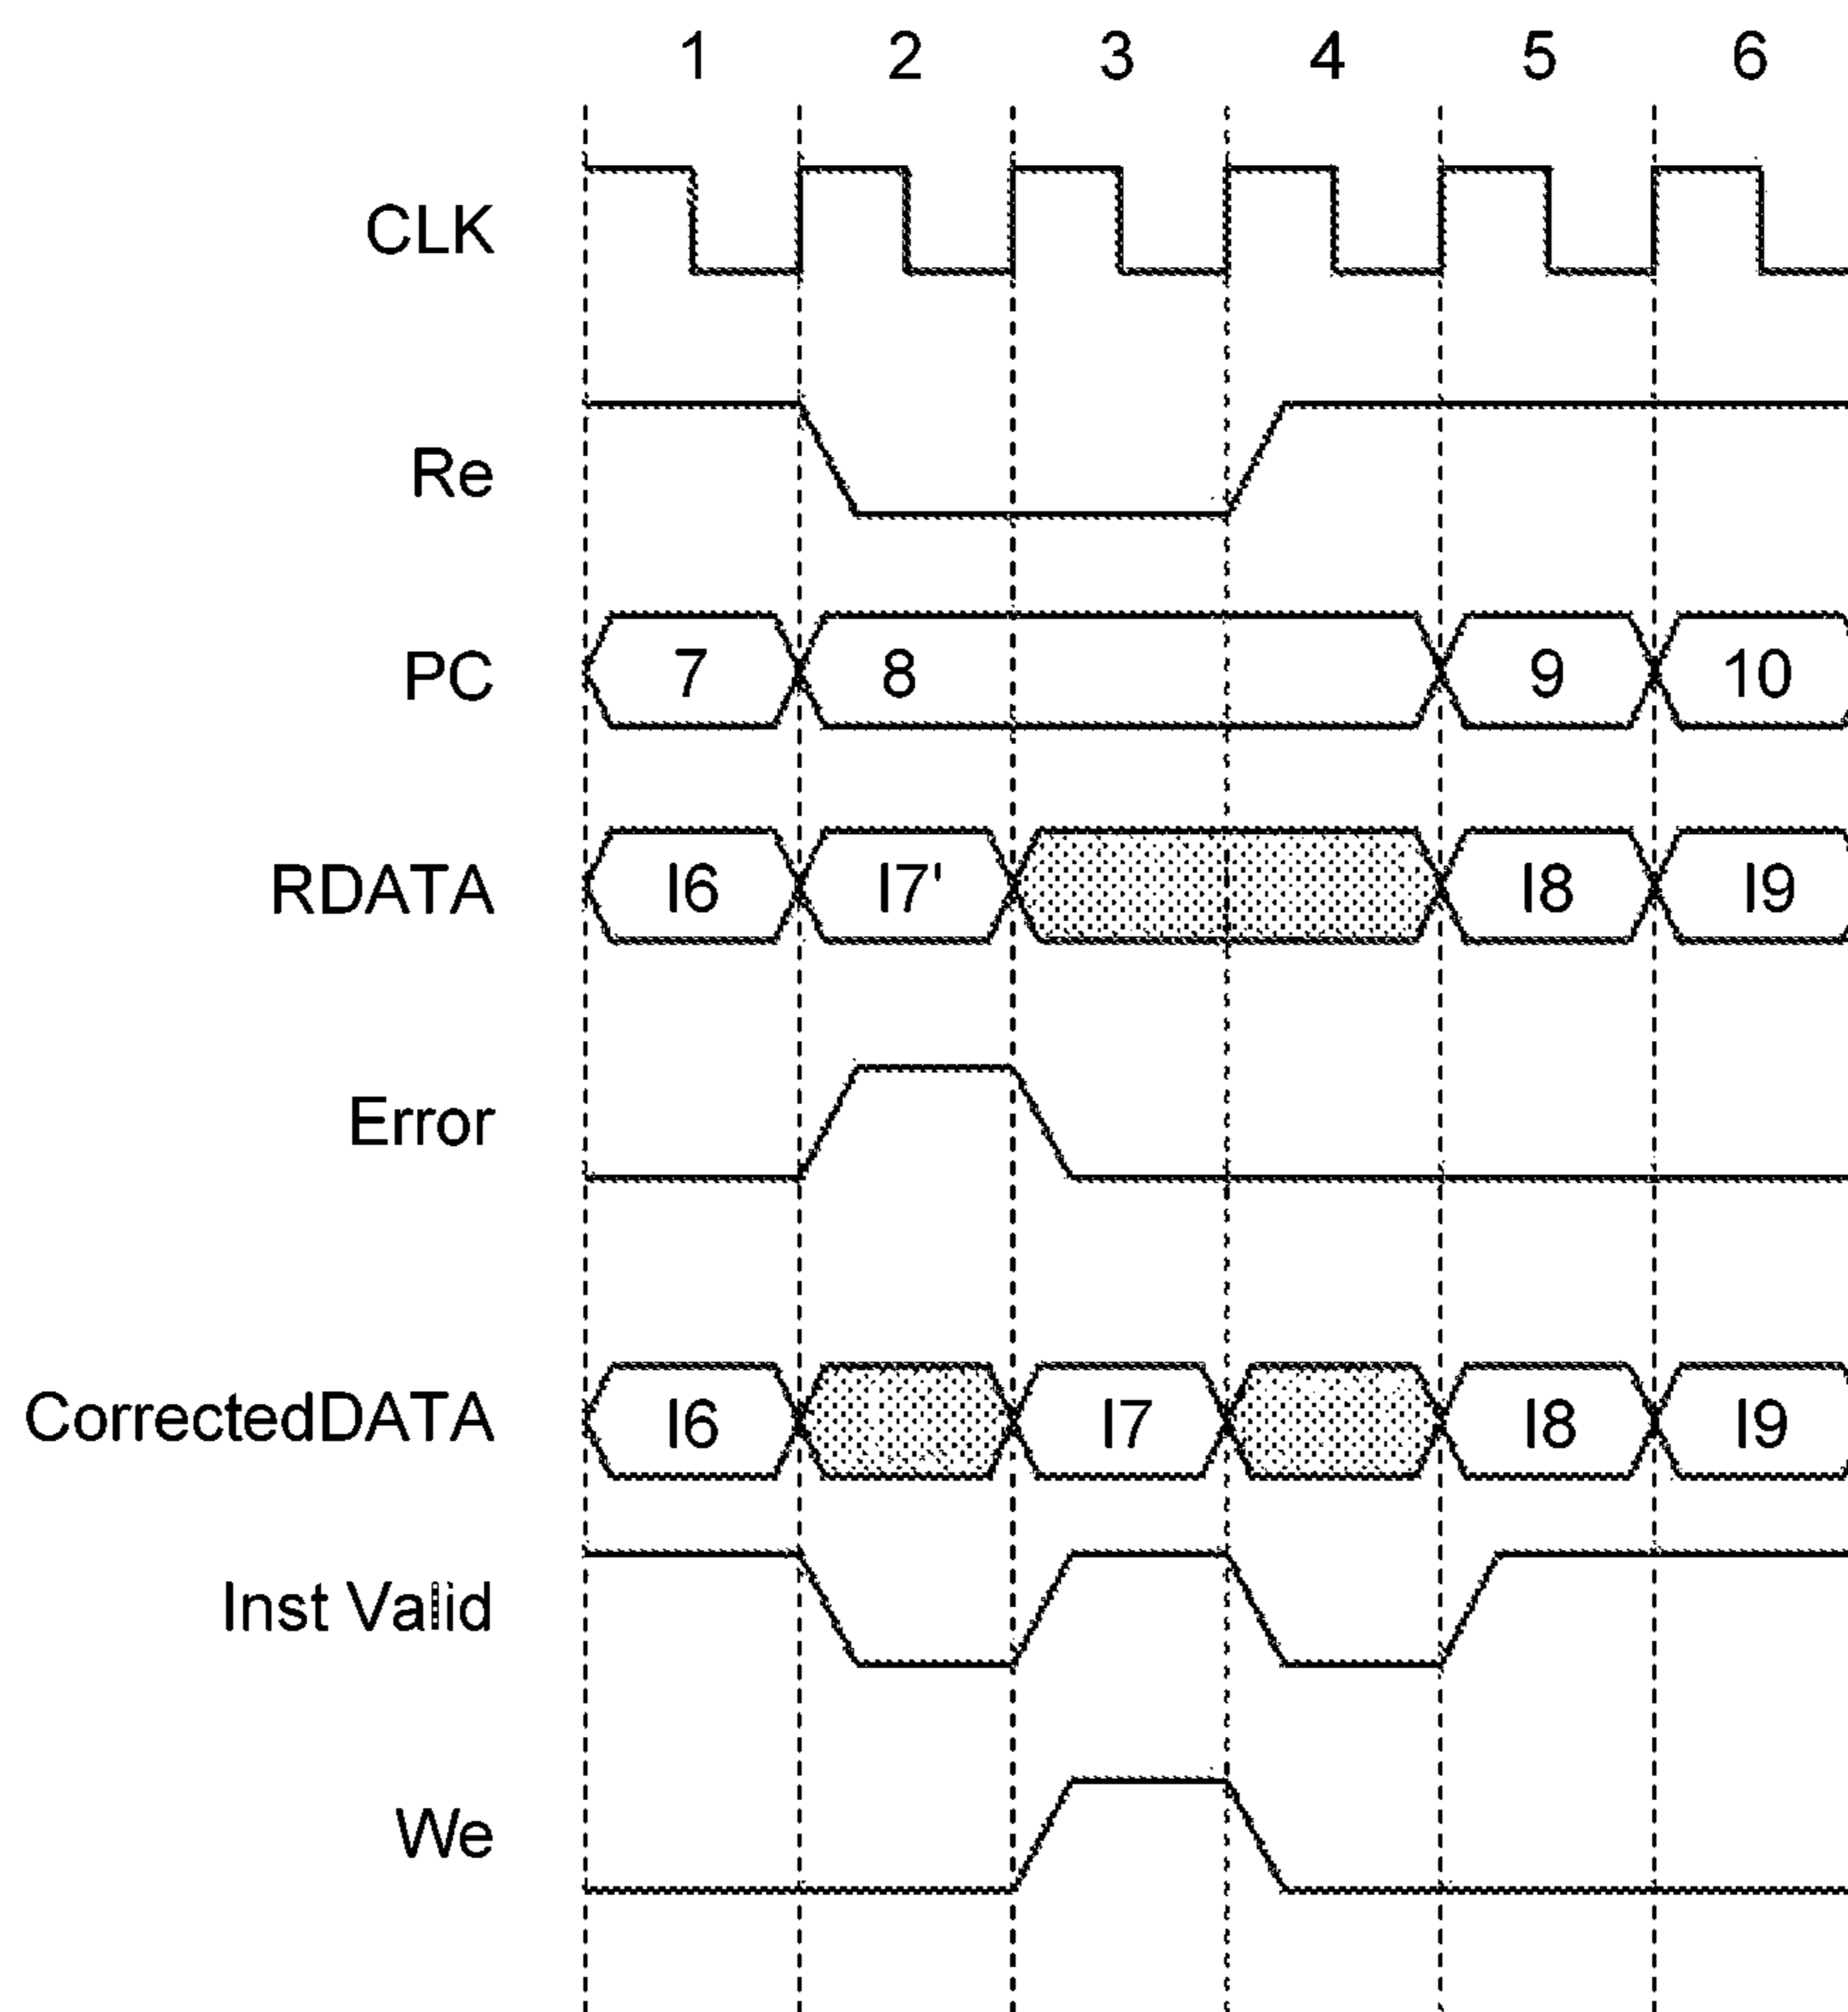 1 2 3 4 5 6
CLK
Re
PC 7 8 9 10
RDATA I6 I7' I8 I9
Error
CorrectedDATA I6 I7 I8 I9
Inst Valid
We